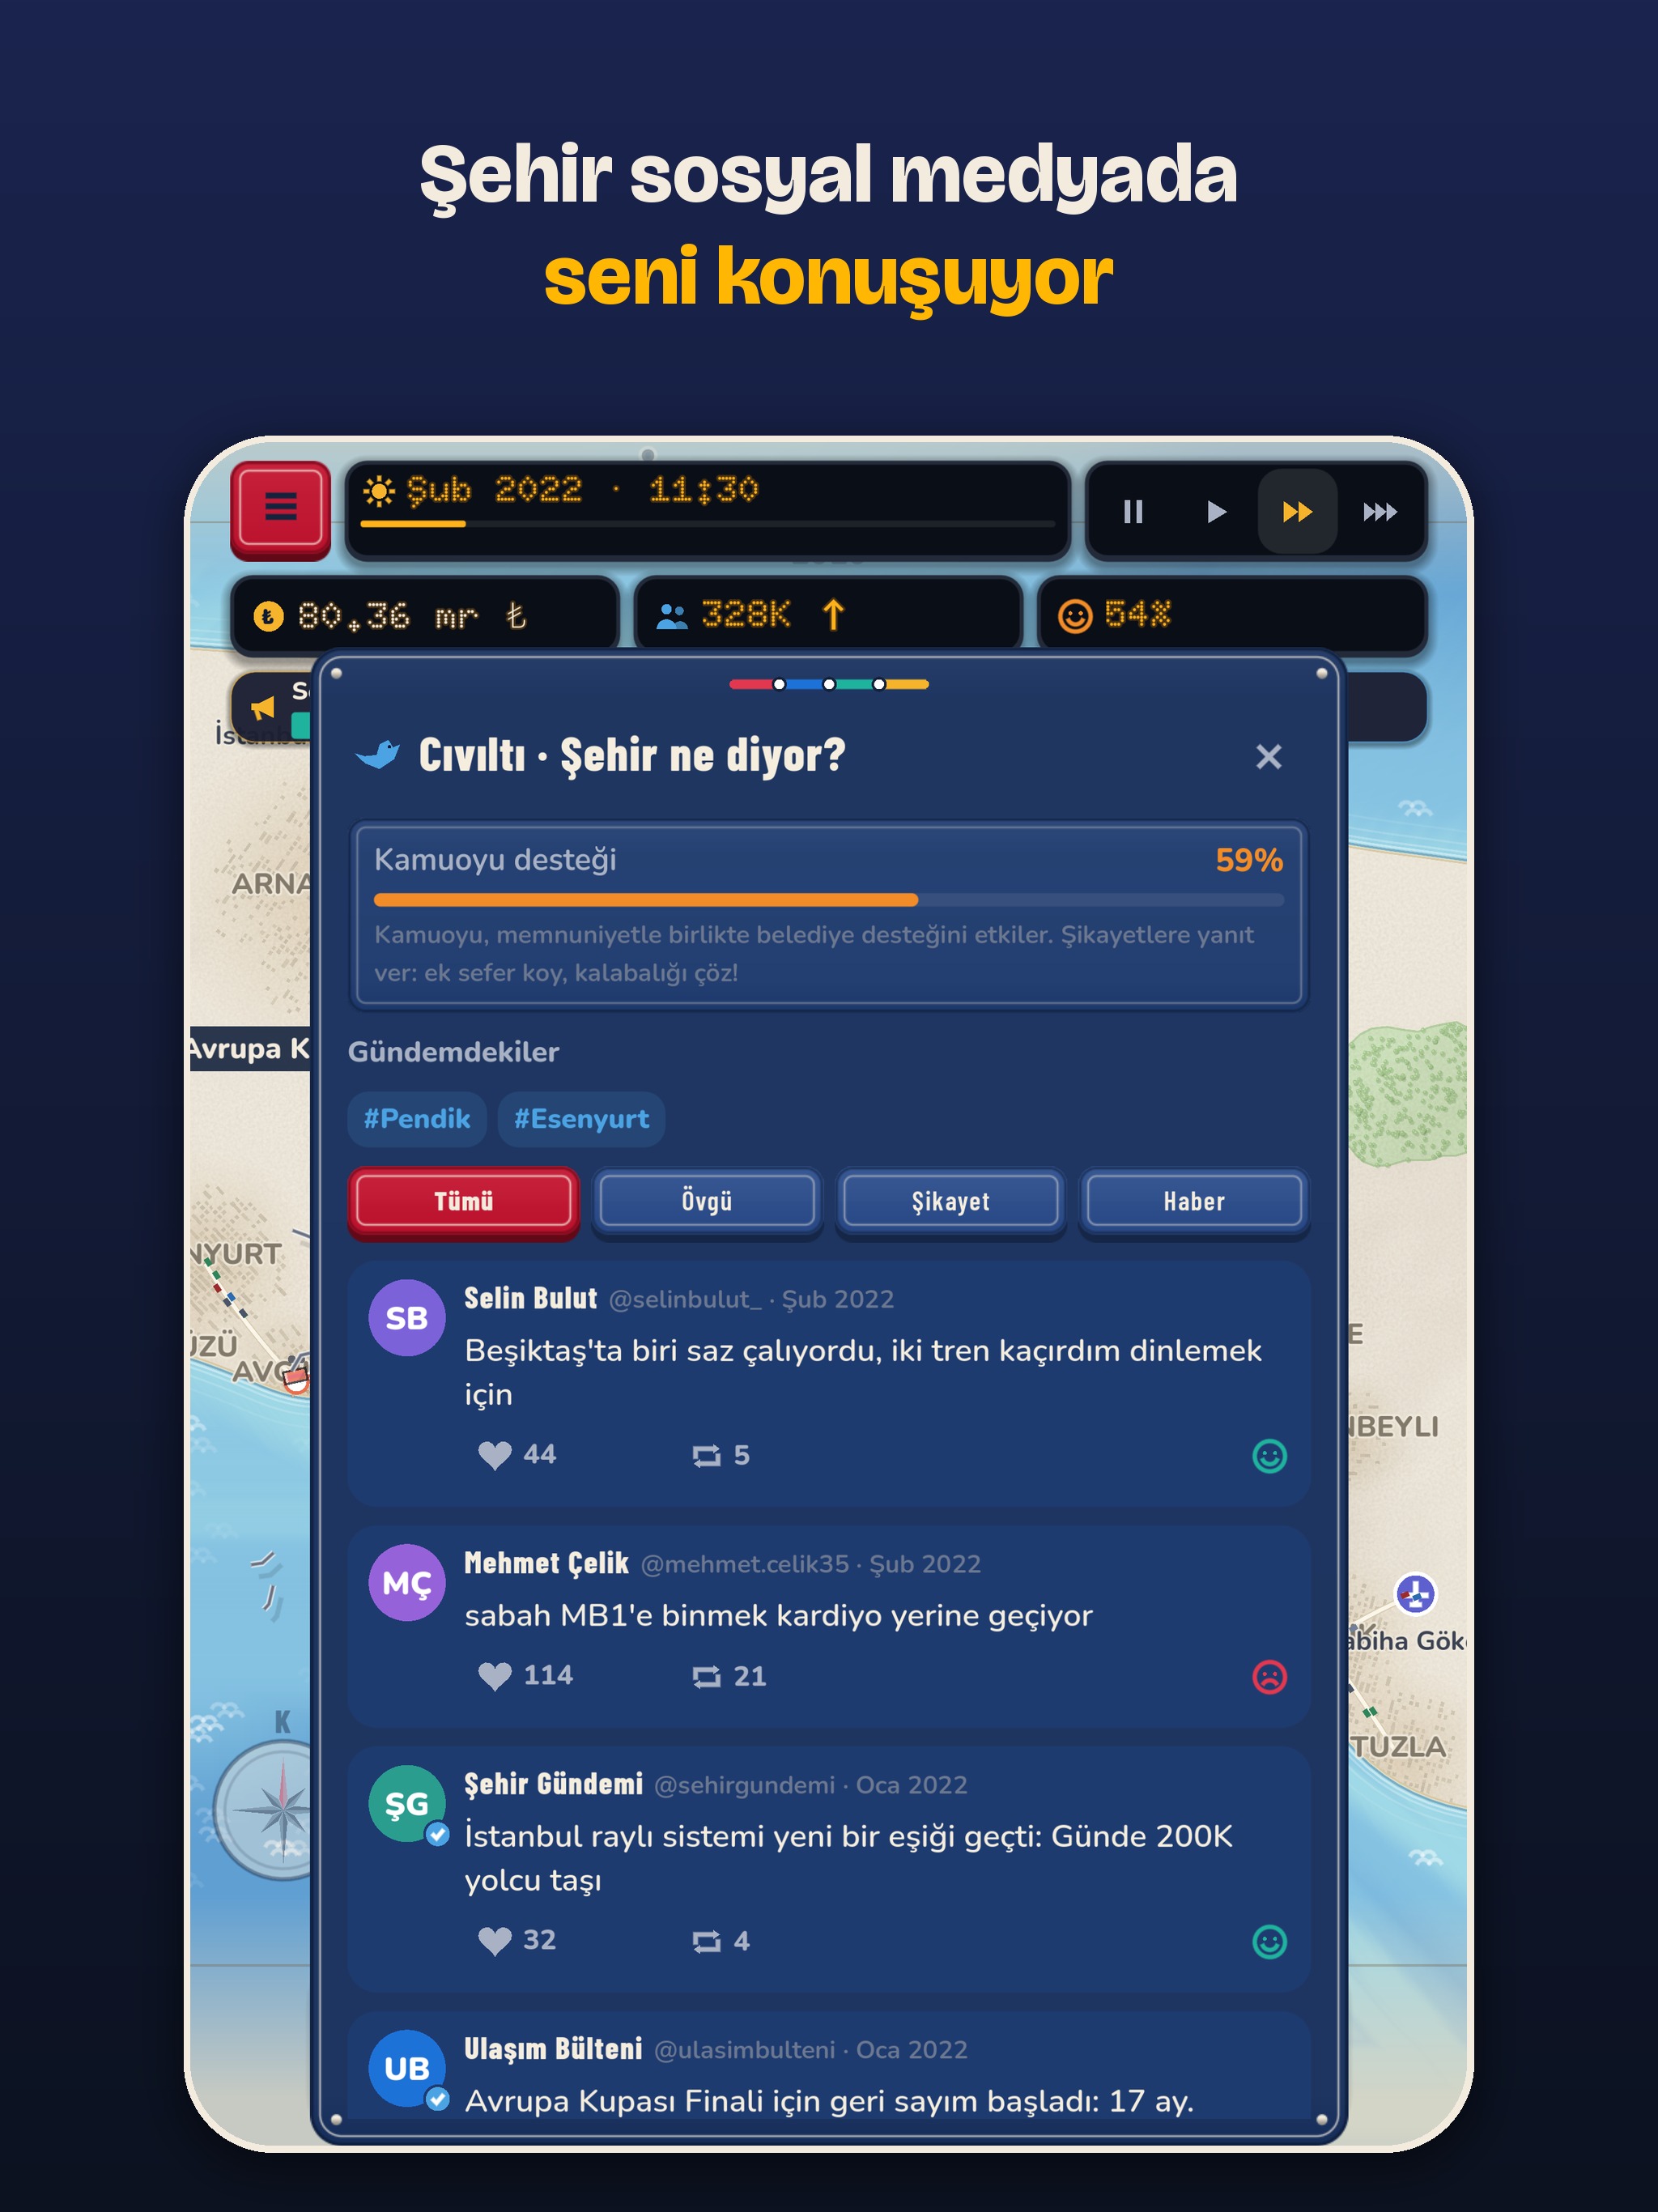 Şehir sosyal medyada
seni konuşuyor
Şub 2022 · 11:30
80.36 mr ₺
328K ↑
54%
Cıvıltı · Şehir ne diyor?
Kamuoyu desteği
59%
Kamuoyu, memnuniyetle birlikte belediye desteğini etkiler. Şikayetlere yanıt
ver: ek sefer koy, kalabalığı çöz!
ARNA
Avrupa K
Gündemdekiler
#Pendik #Esenyurt
Tümü Övgü Şikayet Haber
NYURT
Selin Bulut @selinbulut_ · Şub 2022
Beşiktaş'ta biri saz çalıyordu, iki tren kaçırdım dinlemek
için
44 5
NBEYLI
Mehmet Çelik @mehmet.celik35 · Şub 2022
sabah MB1'e binmek kardiyo yerine geçiyor
114 21
abiha Gök
K
TUZLA
ŞG
Şehir Gündemi @sehirgundemi · Oca 2022
İstanbul raylı sistemi yeni bir eşiği geçti: Günde 200K
yolcu taşı
32 4
SB
MÇ
UB
Ulaşım Bülteni @ulasimbulteni · Oca 2022
Avrupa Kupası Finali için geri sayım başladı: 17 ay.